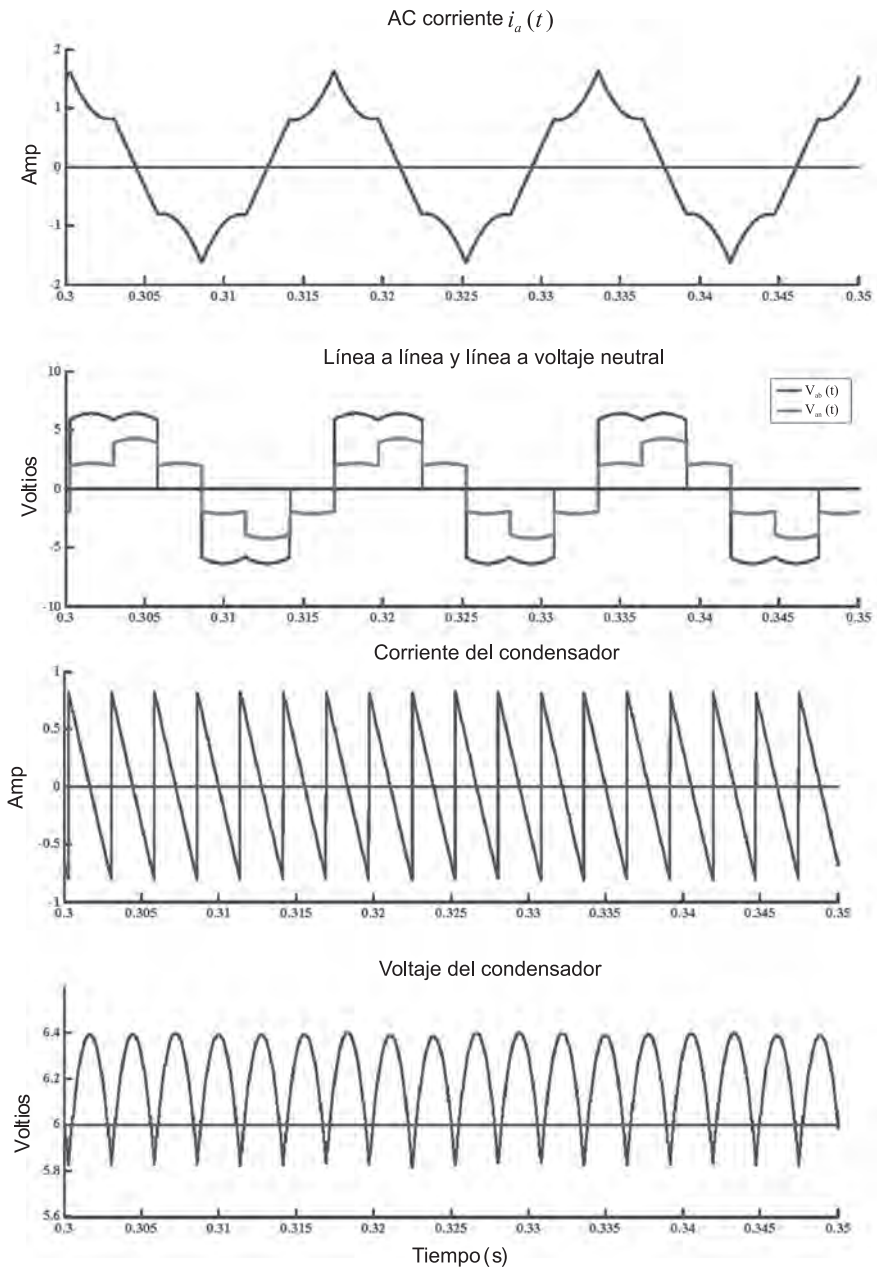 AC corriente i_a (t)
2
1
0
-1
-2
Amp
0.3 0.305 0.31 0.315 0.32 0.325 0.33 0.335 0.34 0.345 0.35
Línea a línea y línea a voltaje neutral
10
5
0
-5
-10
Voltios
V_ab (t)
V_an (t)
0.3 0.305 0.31 0.315 0.32 0.325 0.33 0.335 0.34 0.345 0.35
Corriente del condensador
1
0.5
0
-0.5
-1
Amp
0.3 0.305 0.31 0.315 0.32 0.325 0.33 0.335 0.34 0.345 0.35
Voltaje del condensador
6.4
6.2
6
5.8
5.6
Voltios
0.3 0.305 0.31 0.315 0.32 0.325 0.33 0.335 0.34 0.345 0.35
Tiempo (s)